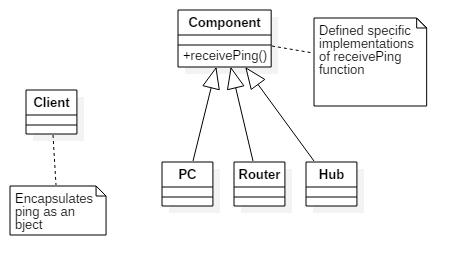 Component
+receivePing()
Defined specific
implementations
of receivePing
function
Client
Encapsulates
ping as an
bject
PC
Router
Hub